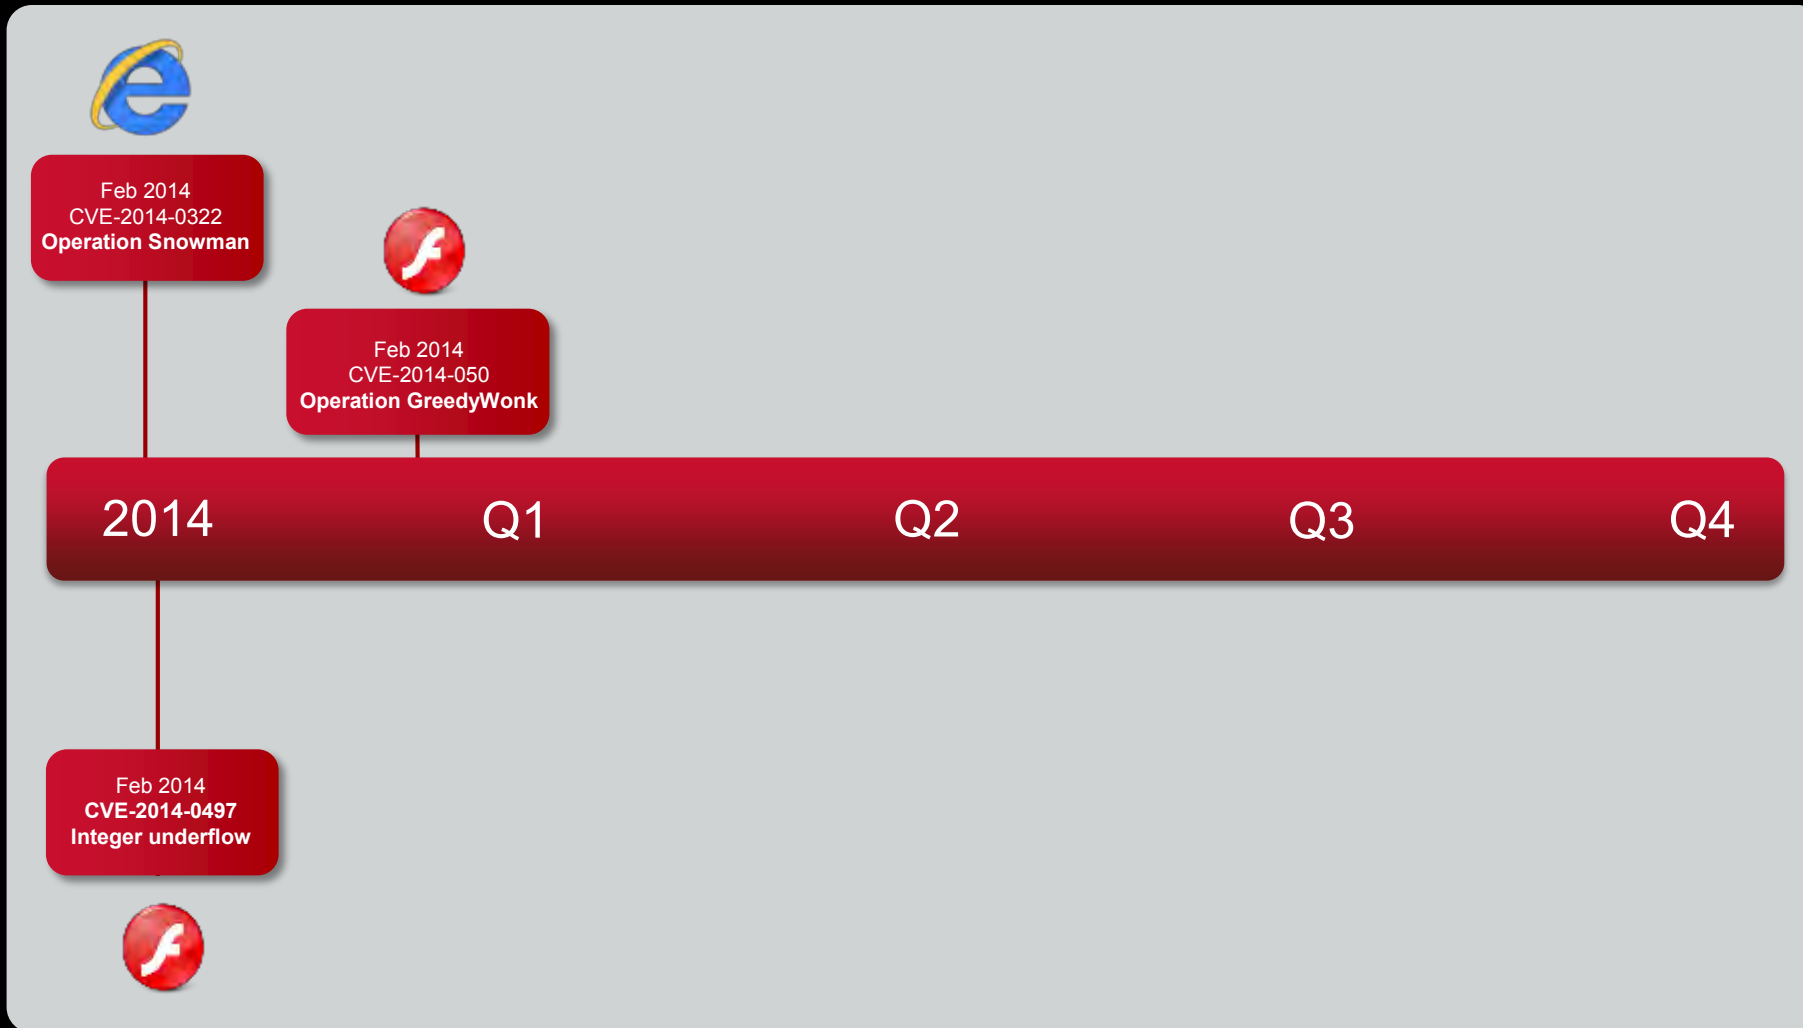 Feb 2014
CVE-2014-0322
Operation Snowman
Feb 2014
CVE-2014-050
Operation GreedyWonk
2014
Q1
Q2
Q3
Q4
Feb 2014
CVE-2014-0497
Integer underflow